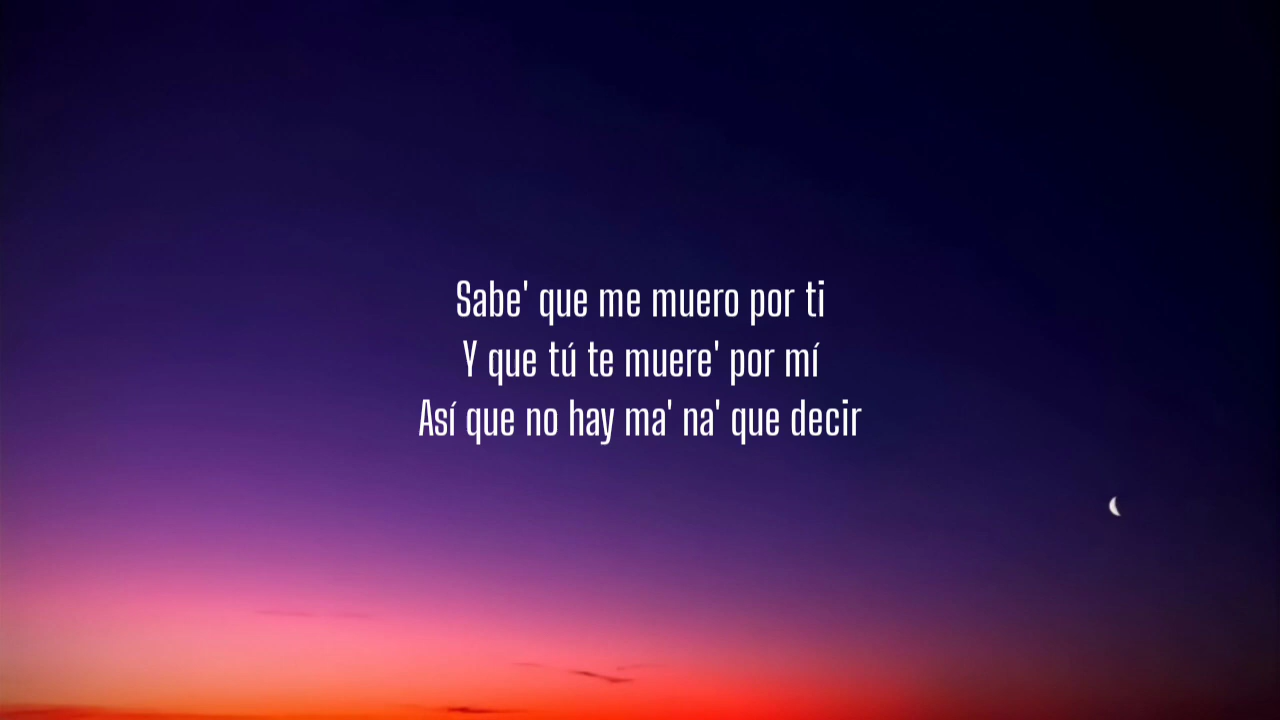 Sabe' que me muero por ti
Y que tú te muere' por mí
Así que no hay ma' na' que decir